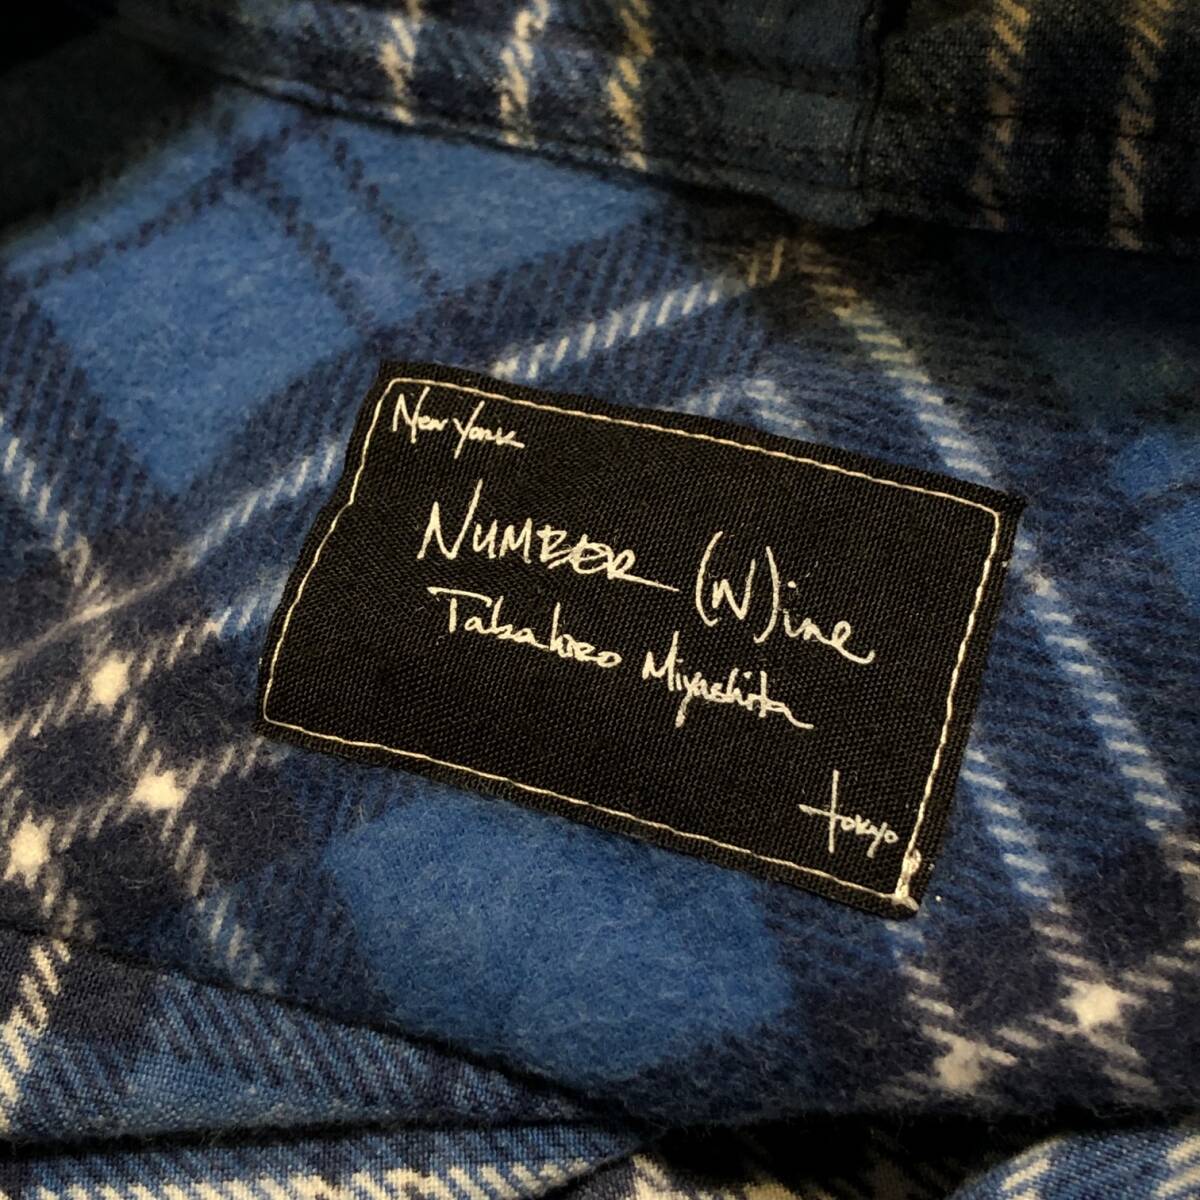 New York
NUMBER (N)ine
Takahiro Miyashita
Tokyo